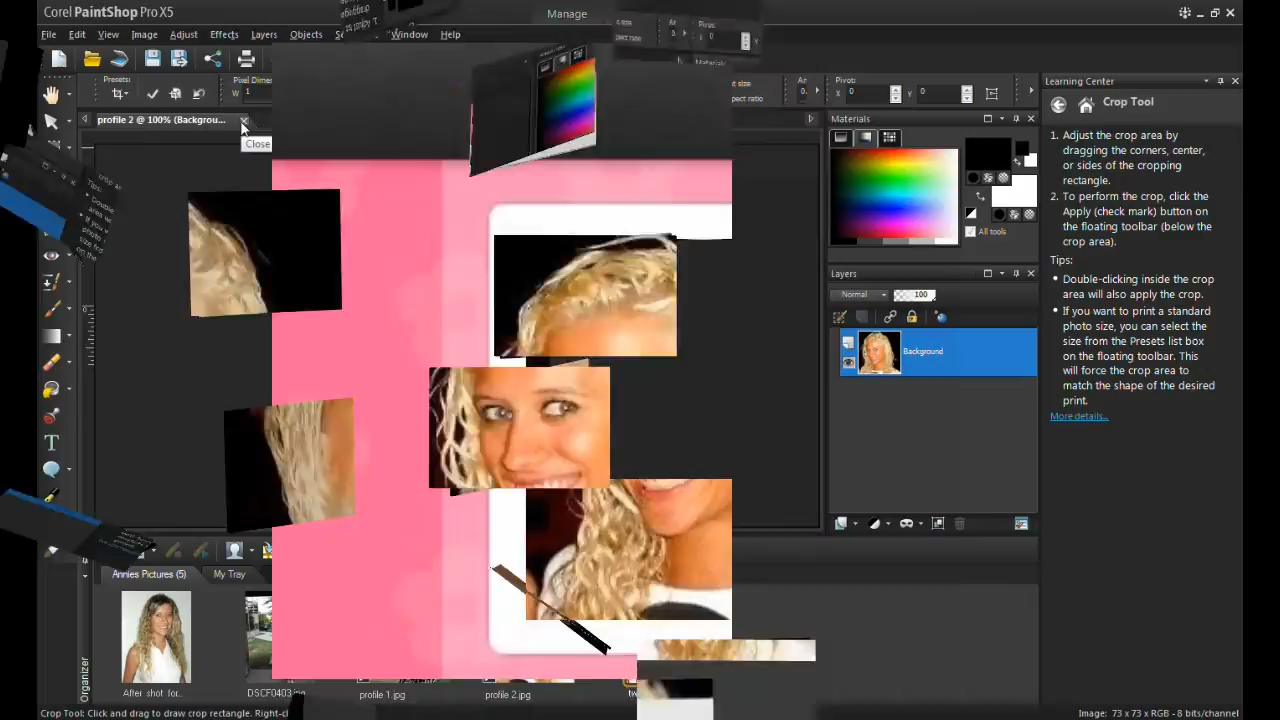 Corel PaintShop Pro X5
Manage
File Edit View Image Adjust Effects Layers Objects Window Help
Presets:
Pixel
W 1
Pivot:
X 0 Y 0
ect ratio
profile 2 @ 100% (Backgrou...
Close
Materials
All tools
Layers
Normal 100
Background
Learning Center
Crop Tool
1. Adjust the crop area by
dragging the corners, center,
or sides of the cropping
rectangle.
2. To perform the crop, click the
Apply (check mark) button on
the floating toolbar (below the
crop area).
Tips:
• Double-clicking inside the crop
area will also apply the crop.
• If you want to print a standard
photo size, you can select the
size from the Presets list box
on the floating toolbar. This
will force the crop area to
match the shape of the desired
print.
More details...
Organizer
Annies Pictures (5) My Tray
After shot for...
DSCF0403.jpg
profile 1.jpg
profile 2.jpg
Crop Tool: Click and drag to draw crop rectangle. Right-cl
Image: 73 x 73 x RGB - 8 bits/channel